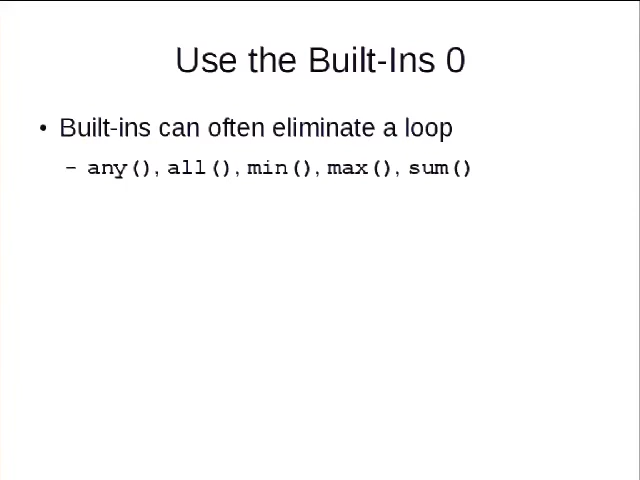 Use the Built-Ins 0
• Built-ins can often eliminate a loop
– any(), all(), min(), max(), sum()